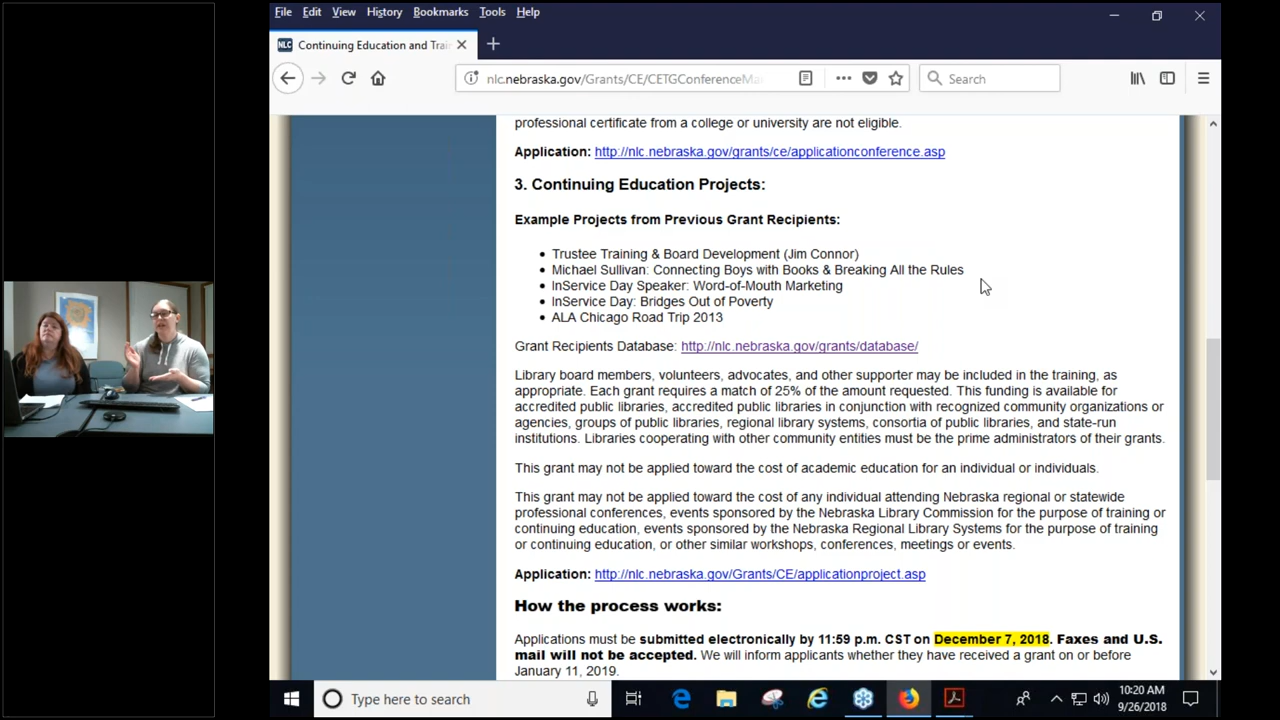 File Edit View History Bookmarks Tools Help
NLC Continuing Education and Trai
nlc.nebraska.gov/Grants/CE/CETGConferenceMa
Search
professional certificate from a college or university are not eligible.
Application: http://nlc.nebraska.gov/grants/ce/applicationconference.asp
3. Continuing Education Projects:
Example Projects from Previous Grant Recipients:
• Trustee Training & Board Development (Jim Connor)
• Michael Sullivan: Connecting Boys with Books & Breaking All the Rules
• InService Day Speaker: Word-of-Mouth Marketing
• InService Day: Bridges Out of Poverty
• ALA Chicago Road Trip 2013
Grant Recipients Database: http://nlc.nebraska.gov/grants/database/
Library board members, volunteers, advocates, and other supporter may be included in the training, as
appropriate. Each grant requires a match of 25% of the amount requested. This funding is available for
accredited public libraries, accredited public libraries in conjunction with recognized community organizations or
agencies, groups of public libraries, regional library systems, consortia of public libraries, and state-run
institutions. Libraries cooperating with other community entities must be the prime administrators of their grants.
This grant may not be applied toward the cost of academic education for an individual or individuals.
This grant may not be applied toward the cost of any individual attending Nebraska regional or statewide
professional conferences, events sponsored by the Nebraska Library Commission for the purpose of training or
continuing education, events sponsored by the Nebraska Regional Library Systems for the purpose of training
or continuing education, or other similar workshops, conferences, meetings or events.
Application: http://nlc.nebraska.gov/Grants/CE/applicationproject.asp
How the process works:
Applications must be submitted electronically by 11:59 p.m. CST on December 7, 2018. Faxes and U.S.
mail will not be accepted. We will inform applicants whether they have received a grant on or before
January 11, 2019.
Type here to search
10:20 AM
9/26/2018